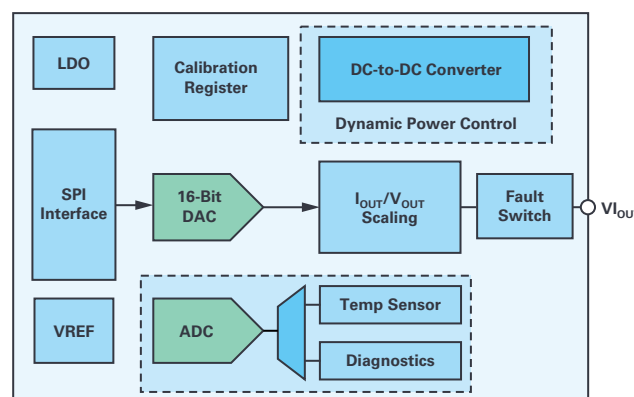 LDO
Calibration
Register
DC-to-DC Converter
Dynamic Power Control
SPI
Interface
16-Bit
DAC
IOUT/VOUT
Scaling
Fault
Switch
VIOU
VREF
ADC
Temp Sensor
Diagnostics